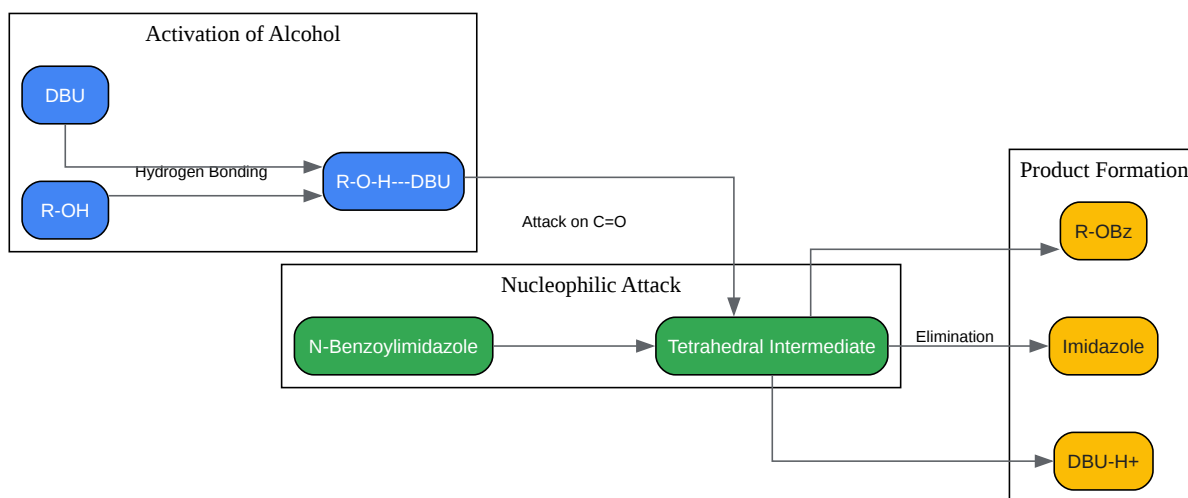 Activation of Alcohol
DBU
Hydrogen Bonding
R-OH
R-O-H---DBU
Attack on C=O
Nucleophilic Attack
N-Benzoylimidazole
Tetrahedral Intermediate
Elimination
Product Formation
R-OBz
Imidazole
DBU-H+